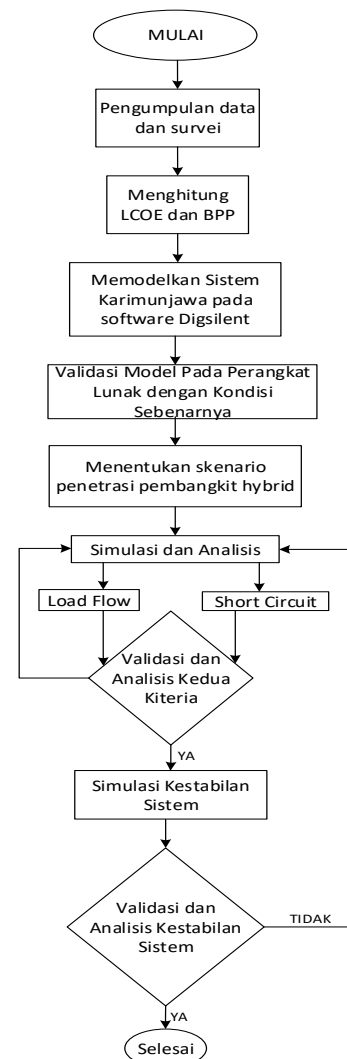 MULAI
Pengumpulan data
dan survei
Menghitung
LCOE dan BPP
Memodelkan Sistem
Karimunjawa pada
software Digsilent
Validasi Model Pada Perangkat
Lunak dengan Kondisi
Sebenarnya
Menentukan skenario
penetrasi pembangkit hybrid
Simulasi dan Analisis
Load Flow
Short Circuit
Validasi dan
Analisis Kedua
Kiteria
YA
Simulasi Kestabilan
Sistem
Validasi dan
Analisis Kestabilan
Sistem
TIDAK
YA
Selesai